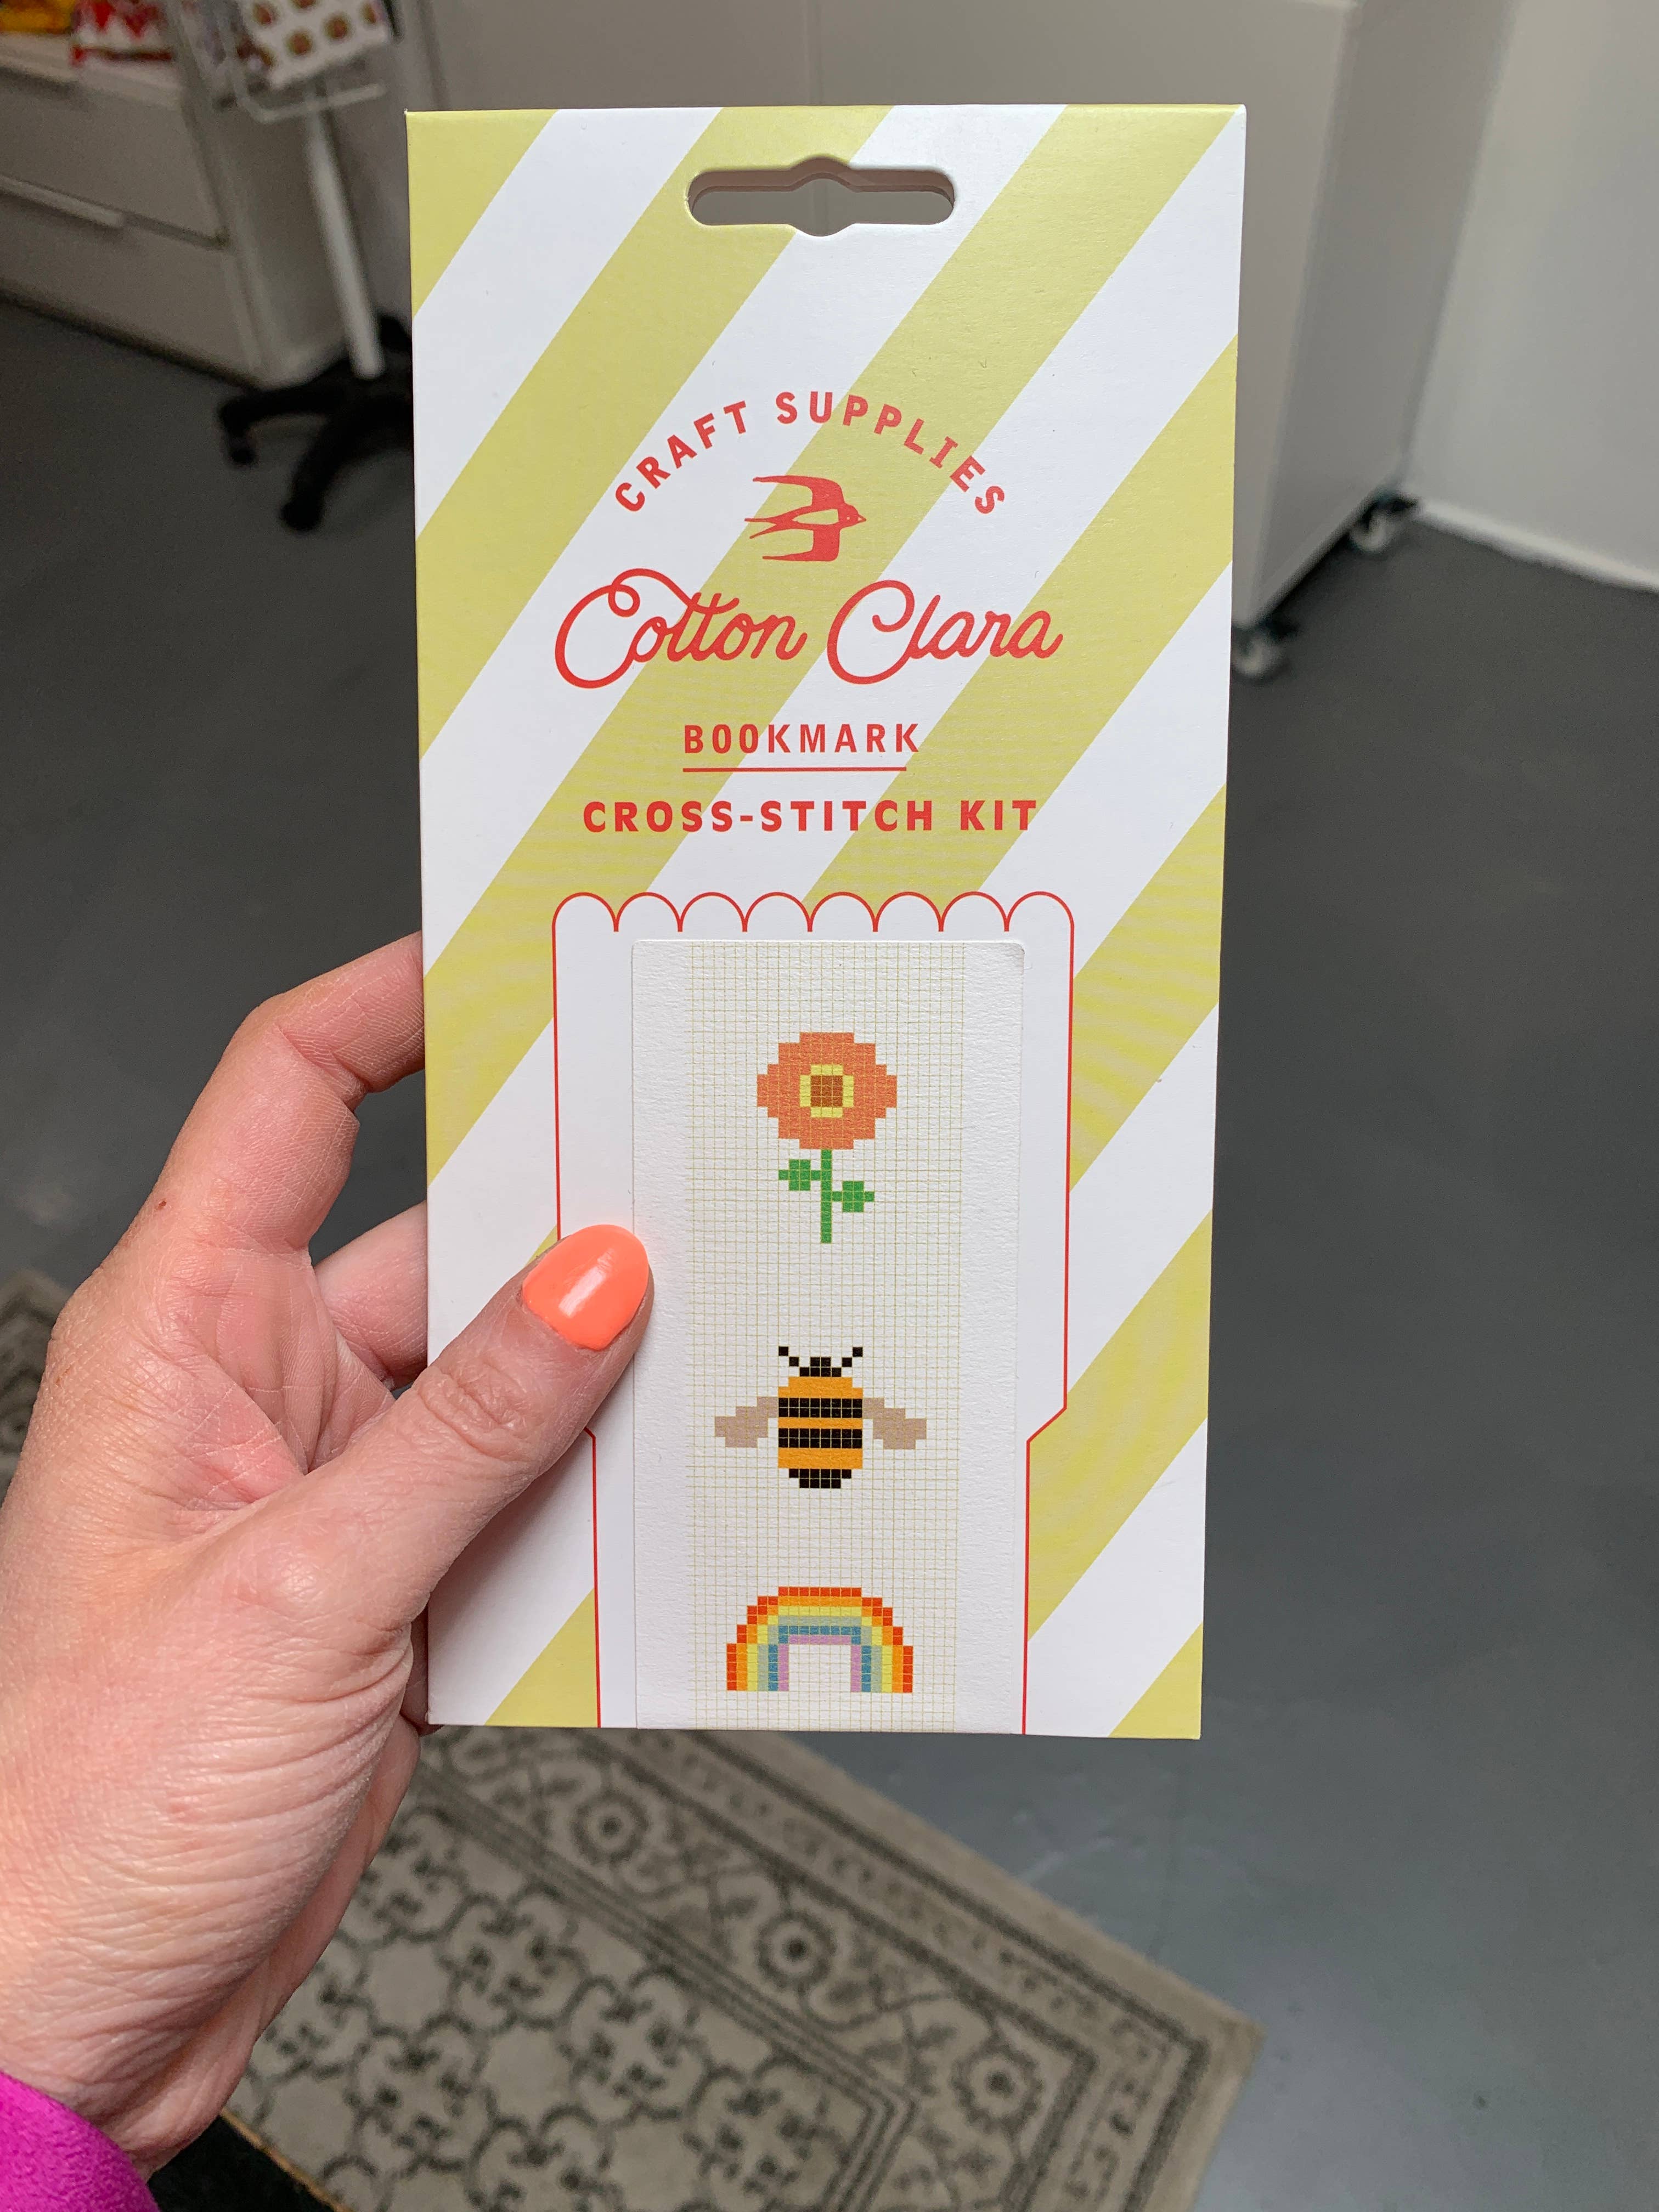 CRAFT SUPPLIES
Cotton Clara
BOOKMARK
CROSS-STITCH KIT